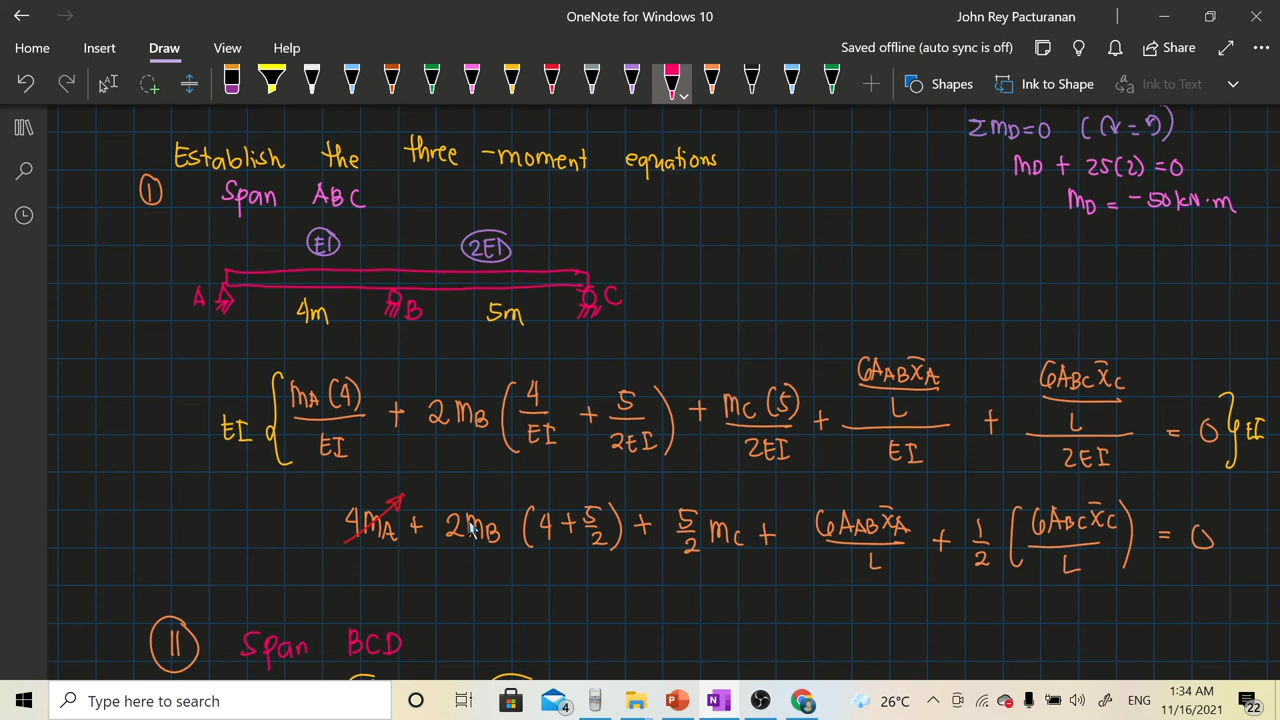 OneNote for Windows 10
John Rey Pacturanan
Home Insert Draw View Help
Saved offline (auto sync is off)
Share
Shapes
Ink to Shape
Ink to Text
ΣMD=0 (↷=↶)
MD + 25(2) = 0
MD = -50kN·m
Establish the three-moment equations
① Span ABC
EI 2EI
A B C
4m 5m
EI { MA(4)/EI + 2MB (4/EI + 5/2EI) + MC(5)/2EI + (6AABx̄A/L)/EI + (6ABCx̄C/L)/2EI = 0 } EI
4MA + 2MB (4 + 5/2) + 5/2 MC + 6AABx̄A/L + 1/2 [6ABCx̄C/L] = 0
II Span BCD
Type here to search
4
26°C
ENG
1:34 AM
11/16/2021
22